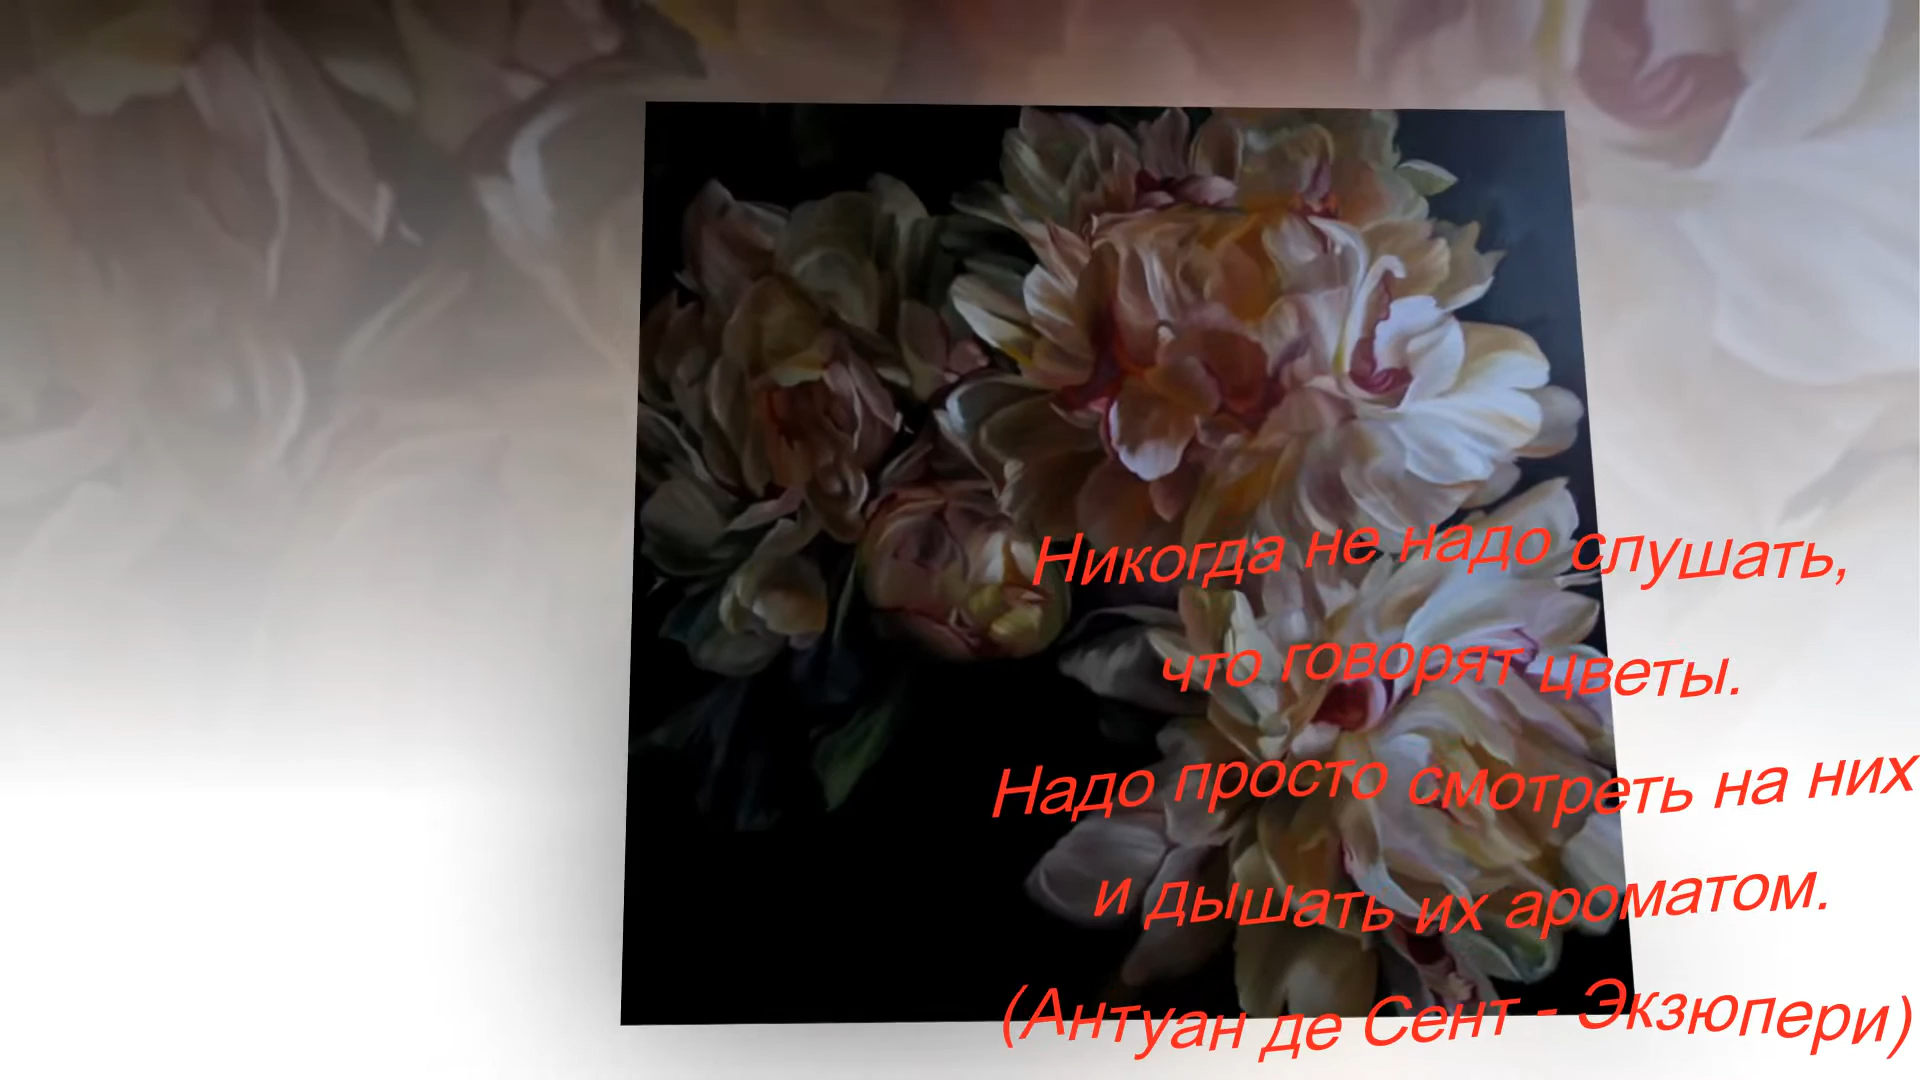 Никогда не надо слушать,
что говорят цветы.
Надо просто смотреть на них
и дышать их ароматом.
(Антуан де Сент - Экзюпери)